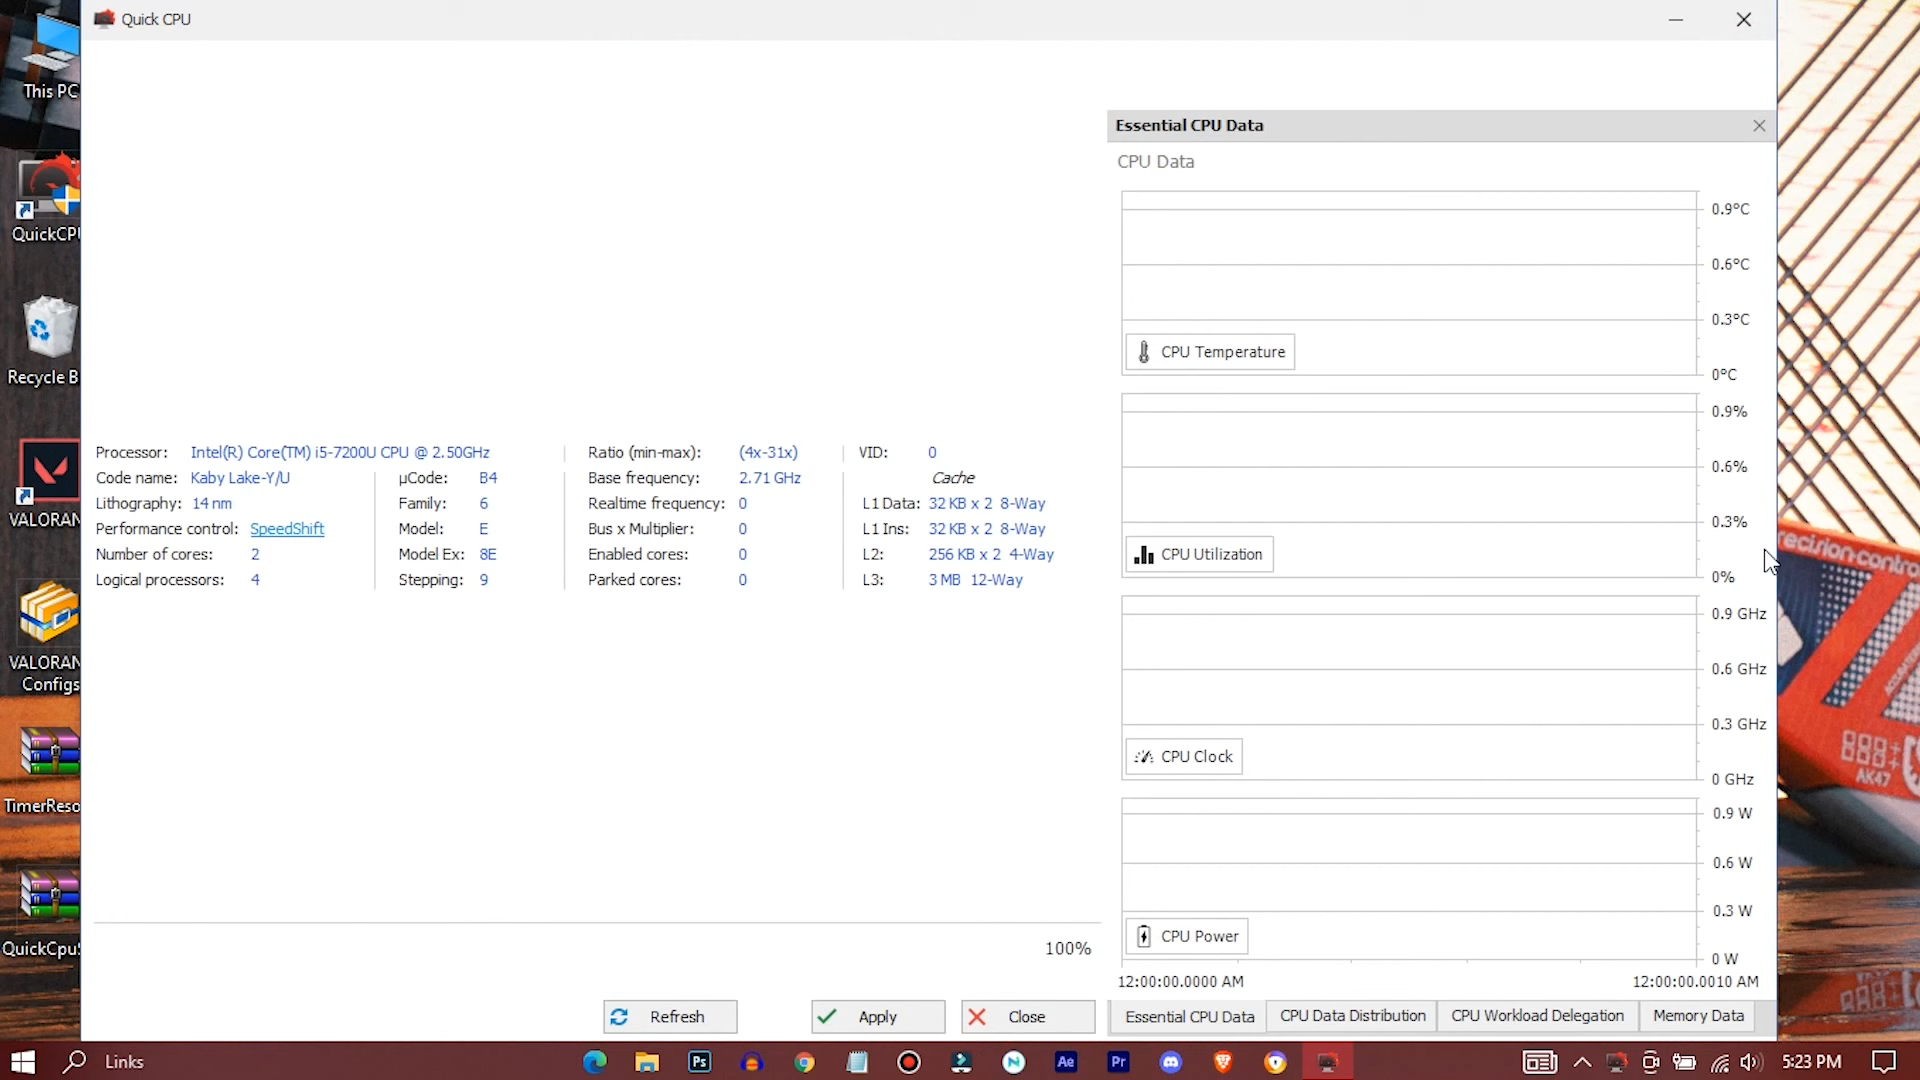 Quick CPU
This PC
QuickCPU
Recycle B
VALORAN
VALORAN
Configs
TimerReso
QuickCpu
Processor: Intel(R) Core(TM) i5-7200U CPU @ 2.50GHz
Code name: Kaby Lake-Y/U
Lithography: 14 nm
Performance control: SpeedShift
Number of cores: 2
Logical processors: 4
µCode: B4
Family: 6
Model: E
Model Ex: 8E
Stepping: 9
Ratio (min-max): (4x-31x)
Base frequency: 2.71 GHz
Realtime frequency: 0
Bus x Multiplier: 0
Enabled cores: 0
Parked cores: 0
VID: 0
Cache
L1 Data: 32 KB x 2 8-Way
L1 Ins: 32 KB x 2 8-Way
L2: 256 KB x 2 4-Way
L3: 3 MB 12-Way
100%
Refresh
Apply
Close
Essential CPU Data
CPU Data
0.9°C
0.6°C
0.3°C
0°C
CPU Temperature
0.9%
0.6%
0.3%
0%
CPU Utilization
0.9 GHz
0.6 GHz
0.3 GHz
0 GHz
CPU Clock
0.9 W
0.6 W
0.3 W
0 W
CPU Power
12:00:00.0000 AM 12:00:00.0010 AM
Essential CPU Data CPU Data Distribution CPU Workload Delegation Memory Data
recision contro
AK47
Links
Ps
Ae
Pr
5:23 PM